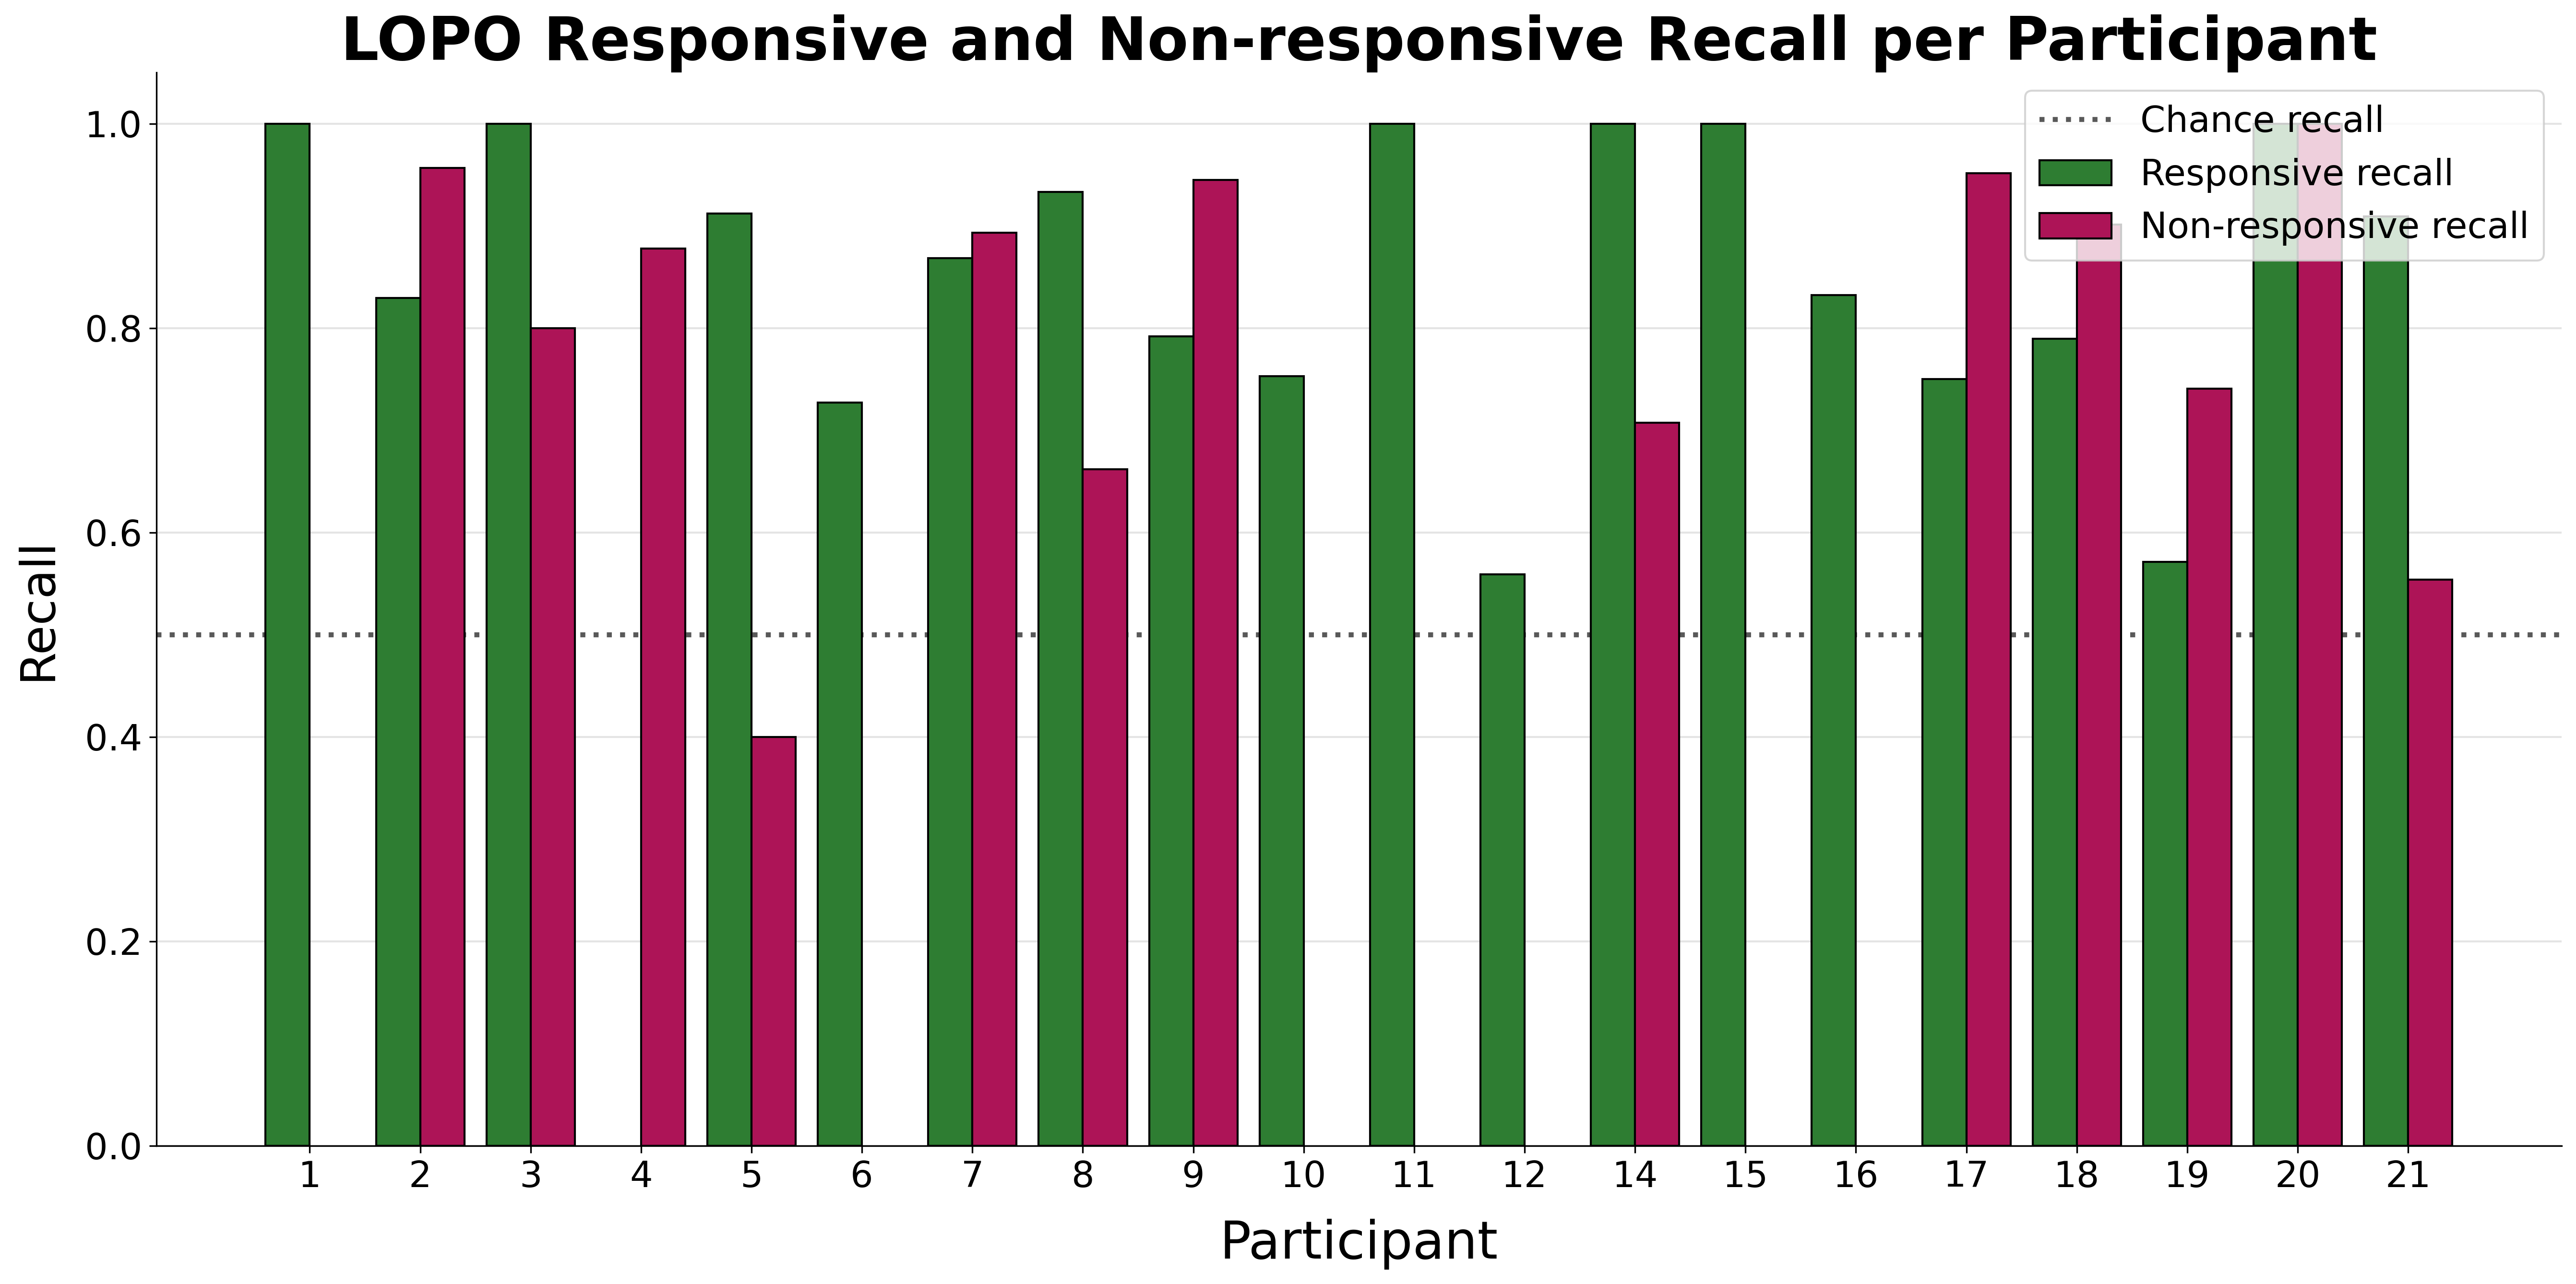 LOPO Responsive and Non-responsive Recall per Participant
Chance recall
Responsive recall
Non-responsive recall
1.0
0.8
0.6
0.4
0.2
0.0
Recall
1 2 3 4 5 6 7 8 9 10 11 12 14 15 16 17 18 19 20 21
Participant